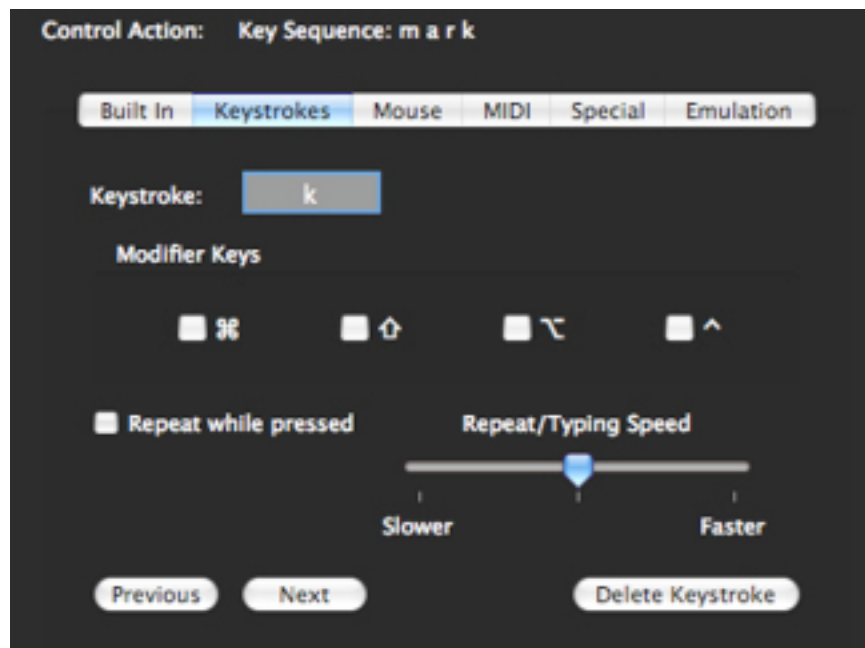 Control Action: Key Sequence: m a r k
Built In Keystrokes Mouse MIDI Special Emulation
Keystroke: k
Modifier Keys
⌘ ⇧ ⌥ ^
Repeat while pressed Repeat/Typing Speed
Slower Faster
Previous Next Delete Keystroke